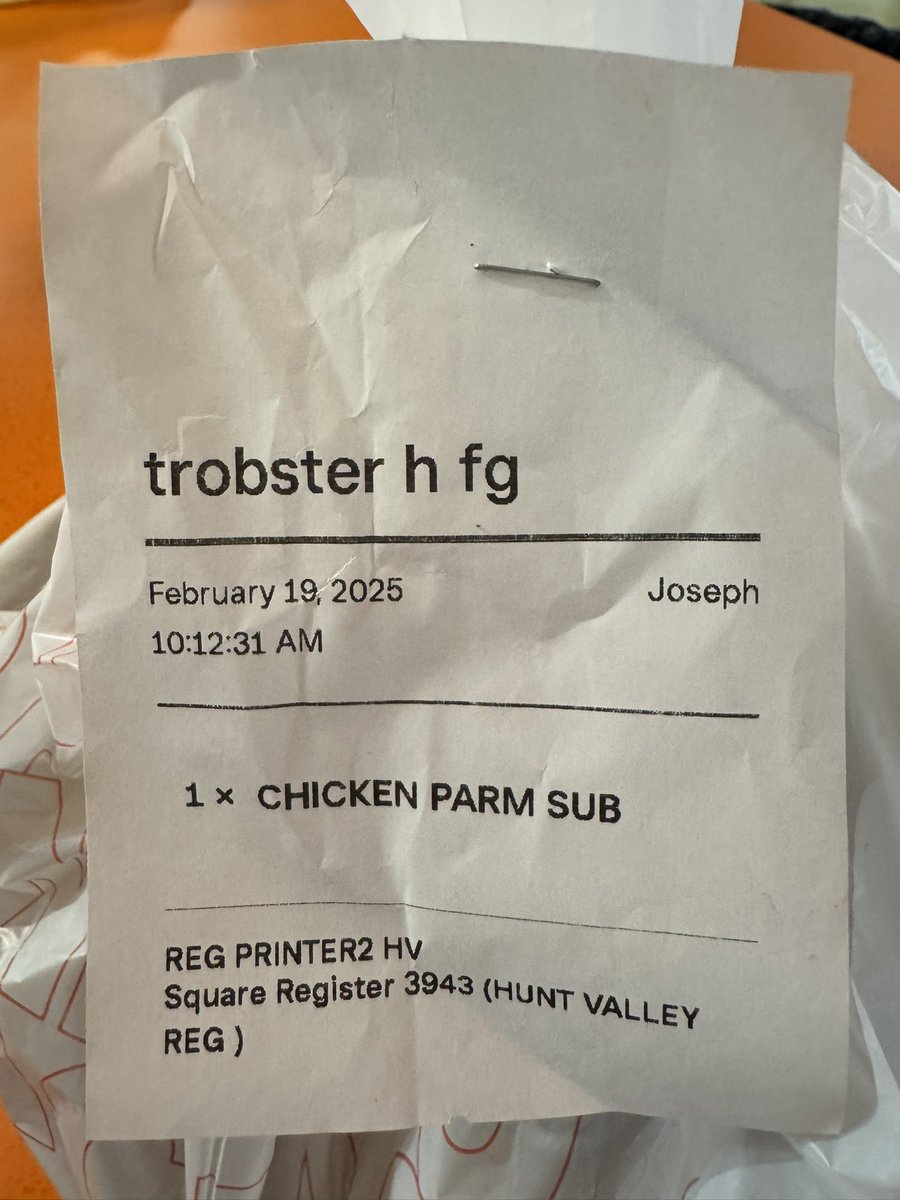 trobster h fg
February 19, 2025 Joseph
10:12:31 AM
1 × CHICKEN PARM SUB
REG PRINTER2 HV
Square Register 3943 (HUNT VALLEY
REG )